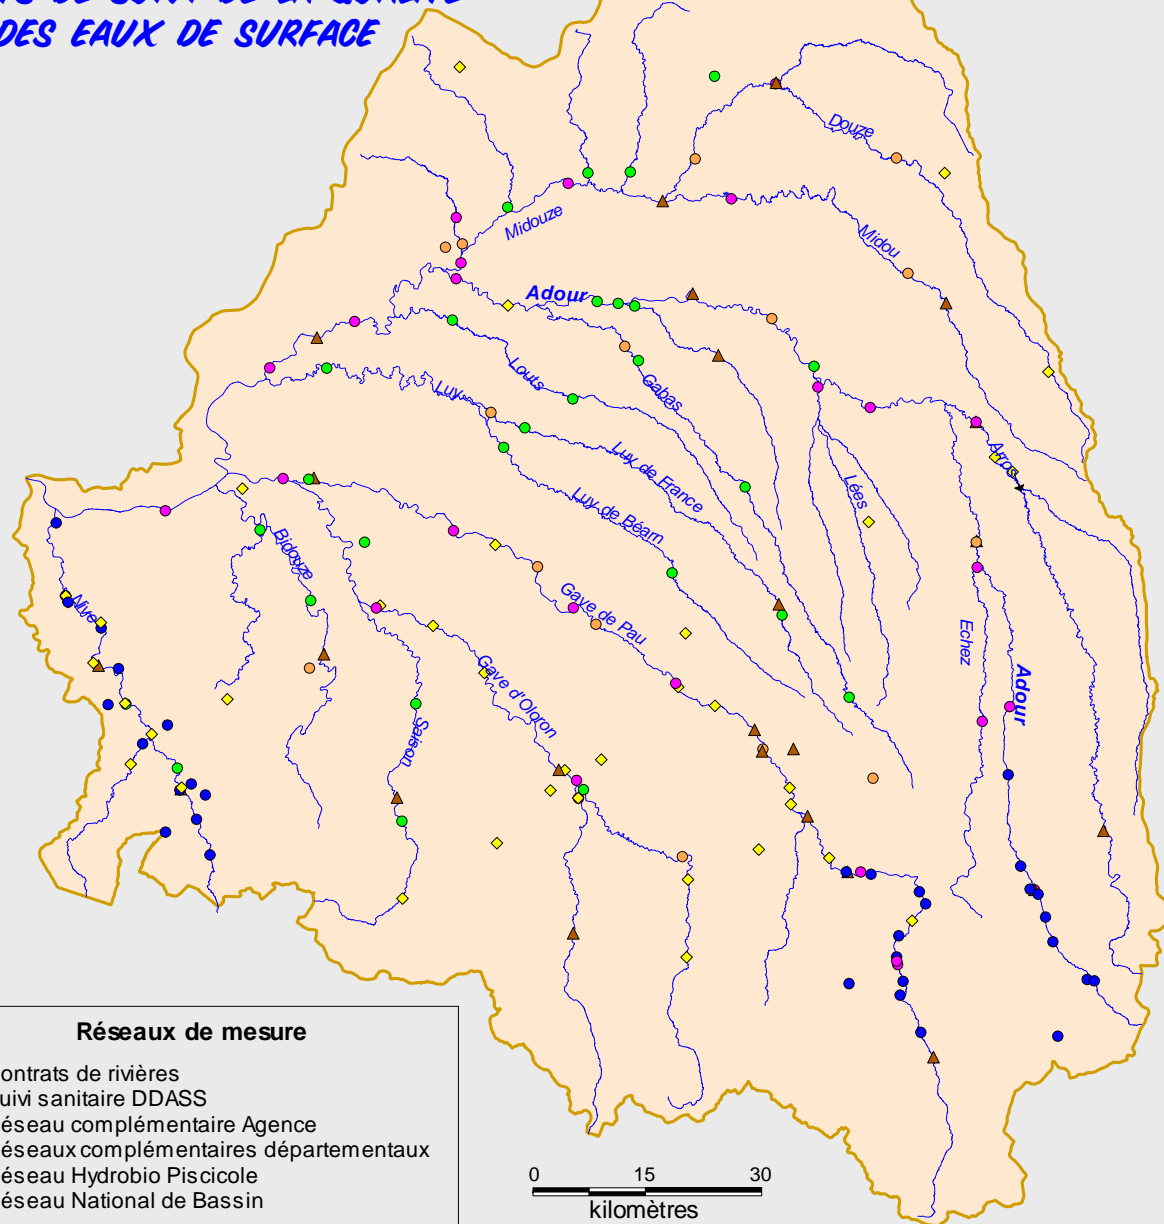 DES EAUX DE SURFACE
Douze
Midouze
Midou
Adour
Louts
Gabas
Luy
Luy de France
Arros
Lées
Luy de Béarn
Bidouze
Nive
Gave de Pau
Echez
Gave d'Oloron
Adour
Saison
Réseaux de mesure
ontrats de rivières
uivi sanitaire DDASS
éseau complémentaire Agence
éseaux complémentaires départementaux
éseau Hydrobio Piscicole
éseau National de Bassin
0 15 30
kilomètres